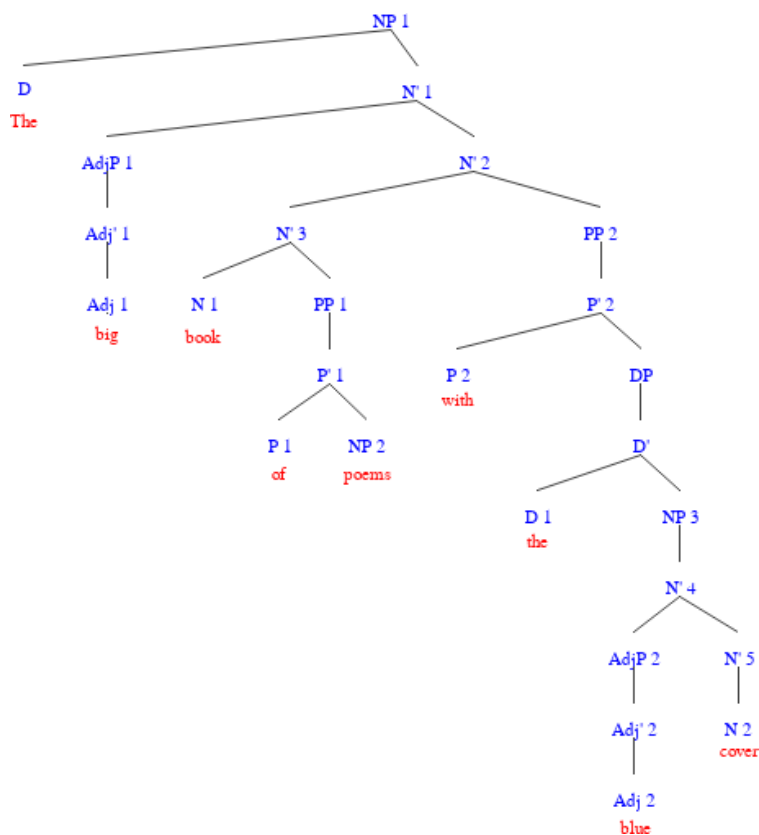 NP 1
D
The
N' 1
AdjP 1
N' 2
Adj' 1
N' 3
PP 2
Adj 1
big
N 1
book
PP 1
P' 2
P' 1
P 2
with
DP
P 1
of
NP 2
poems
D'
D 1
the
NP 3
N' 4
AdjP 2
N' 5
Adj' 2
N 2
cover
Adj 2
blue